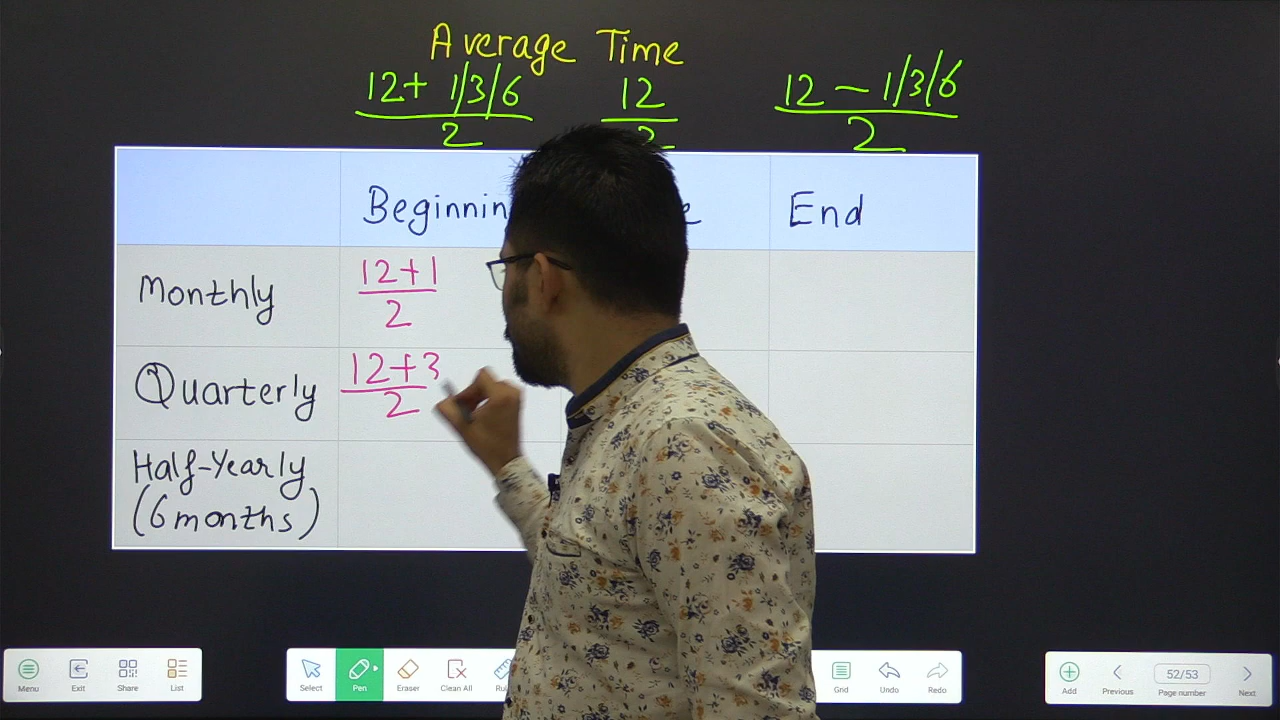 Average Time
12+ 1/3/6
2
12
2
12 - 1/3/6
2
End
Monthly
12+1
2
Quarterly
12+3
2
Half-Yearly
(6 months)
Menu
Exit
Share
List
Select
Pen
Eraser
Clean All
Grid
Undo
Redo
Add
Previous
52/53
Page number
Next